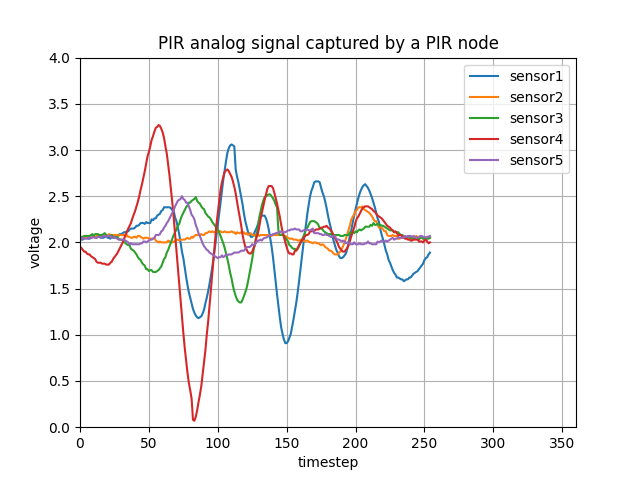 PIR analog signal captured by a PIR node
4.0
3.5
3.0
2.5
2.0
1.5
1.0
0.5
0.0
voltage
sensor1
sensor2
sensor3
sensor4
sensor5
0 50 100 150 200 250 300 350
timestep